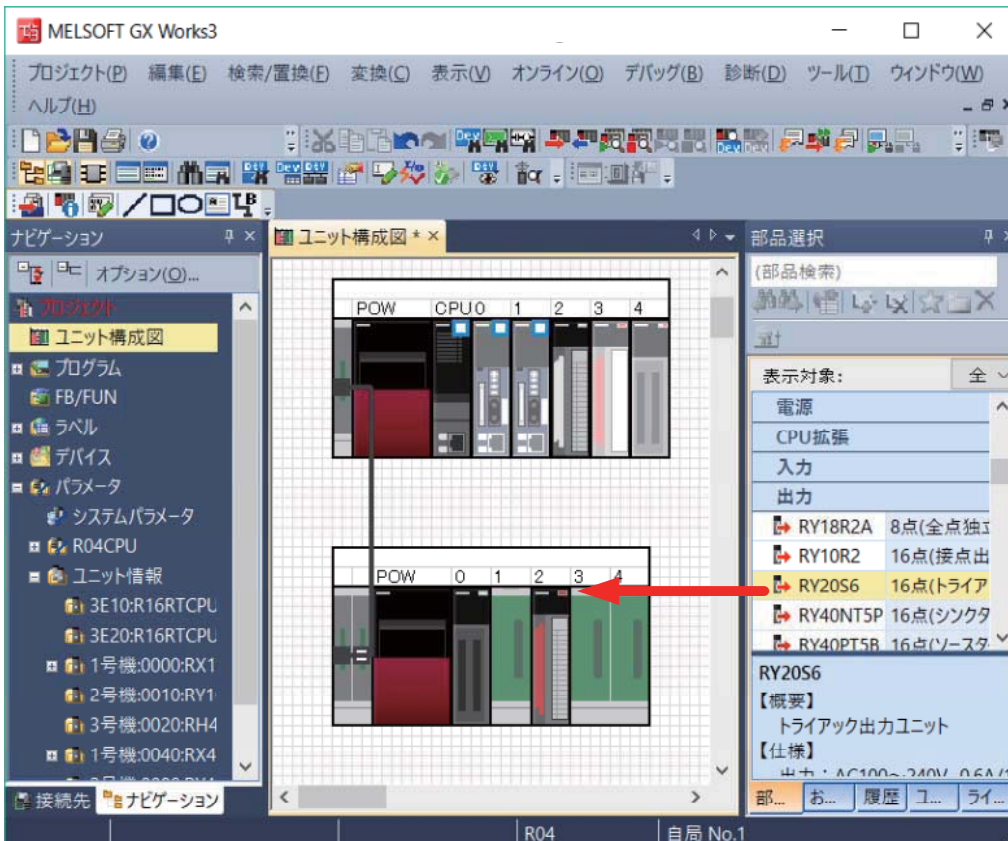 MELSOFT GX Works3
プロジェクト(P) 編集(E) 検索/置換(F) 変換(C) 表示(V) オンライン(O) デバッグ(B) 診断(D) ツール(T) ウィンドウ(W)
ヘルプ(H)
ナビゲーション
オプション(O)...
プロジェクト
ユニット構成図
プログラム
FB/FUN
ラベル
デバイス
パラメータ
システムパラメータ
R04CPU
ユニット情報
3E10:R16RTCPU
3E20:R16RTCPU
1号機:0000:RX1
2号機:0010:RY1
3号機:0020:RH4
1号機:0040:RX4
接続先 ナビゲーション
ユニット構成図 *
POW CPU 0 1 2 3 4
POW 0 1 2 3 4
部品選択
(部品検索)
表示対象: 全
電源
CPU拡張
入力
出力
RY18R2A 8点(全点独立
RY10R2 16点(接点出
RY20S6 16点(トライア
RY40NT5P 16点(シンクタ
RY40PT5B 16点(ソースタ
RY20S6
【概要】
トライアック出力ユニット
【仕様】
出力:AC100~240V 0.6A/1
部... お... 履歴 ユ... ライ...
R04 自局 No.1